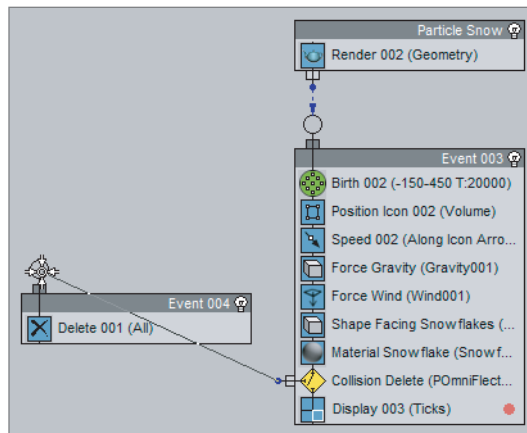 Particle Snow
Render 002 (Geometry)
Event 003
Birth 002 (-150-450 T:20000)
Position Icon 002 (Volume)
Speed 002 (Along Icon Arro...
Force Gravity (Gravity001)
Force Wind (Wind001)
Shape Facing Snowflakes (...
Material Snowflake (Snowf...
Collision Delete (POmniFlect...
Display 003 (Ticks)
Event 004
Delete 001 (All)